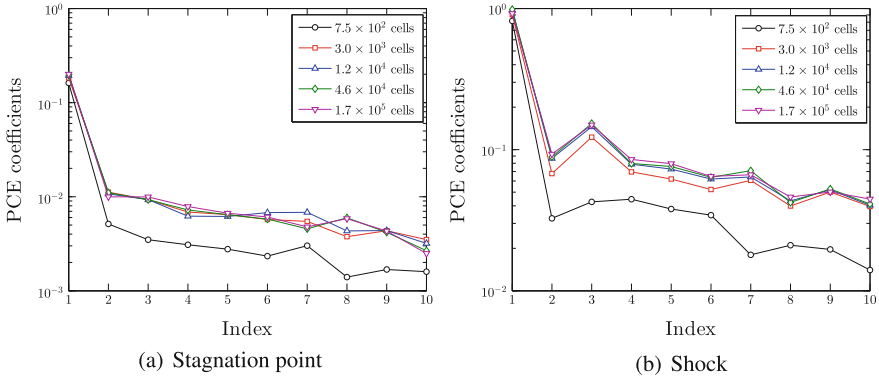 10^0
10^{-1}
10^{-2}
10^{-3}
PCE coefficients
7.5 × 10^2 cells
3.0 × 10^3 cells
1.2 × 10^4 cells
4.6 × 10^4 cells
1.7 × 10^5 cells
1 2 3 4 5 6 7 8 9 10
Index
(a) Stagnation point
10^0
10^{-1}
10^{-2}
PCE coefficients
7.5 × 10^2 cells
3.0 × 10^3 cells
1.2 × 10^4 cells
4.6 × 10^4 cells
1.7 × 10^5 cells
1 2 3 4 5 6 7 8 9 10
Index
(b) Shock